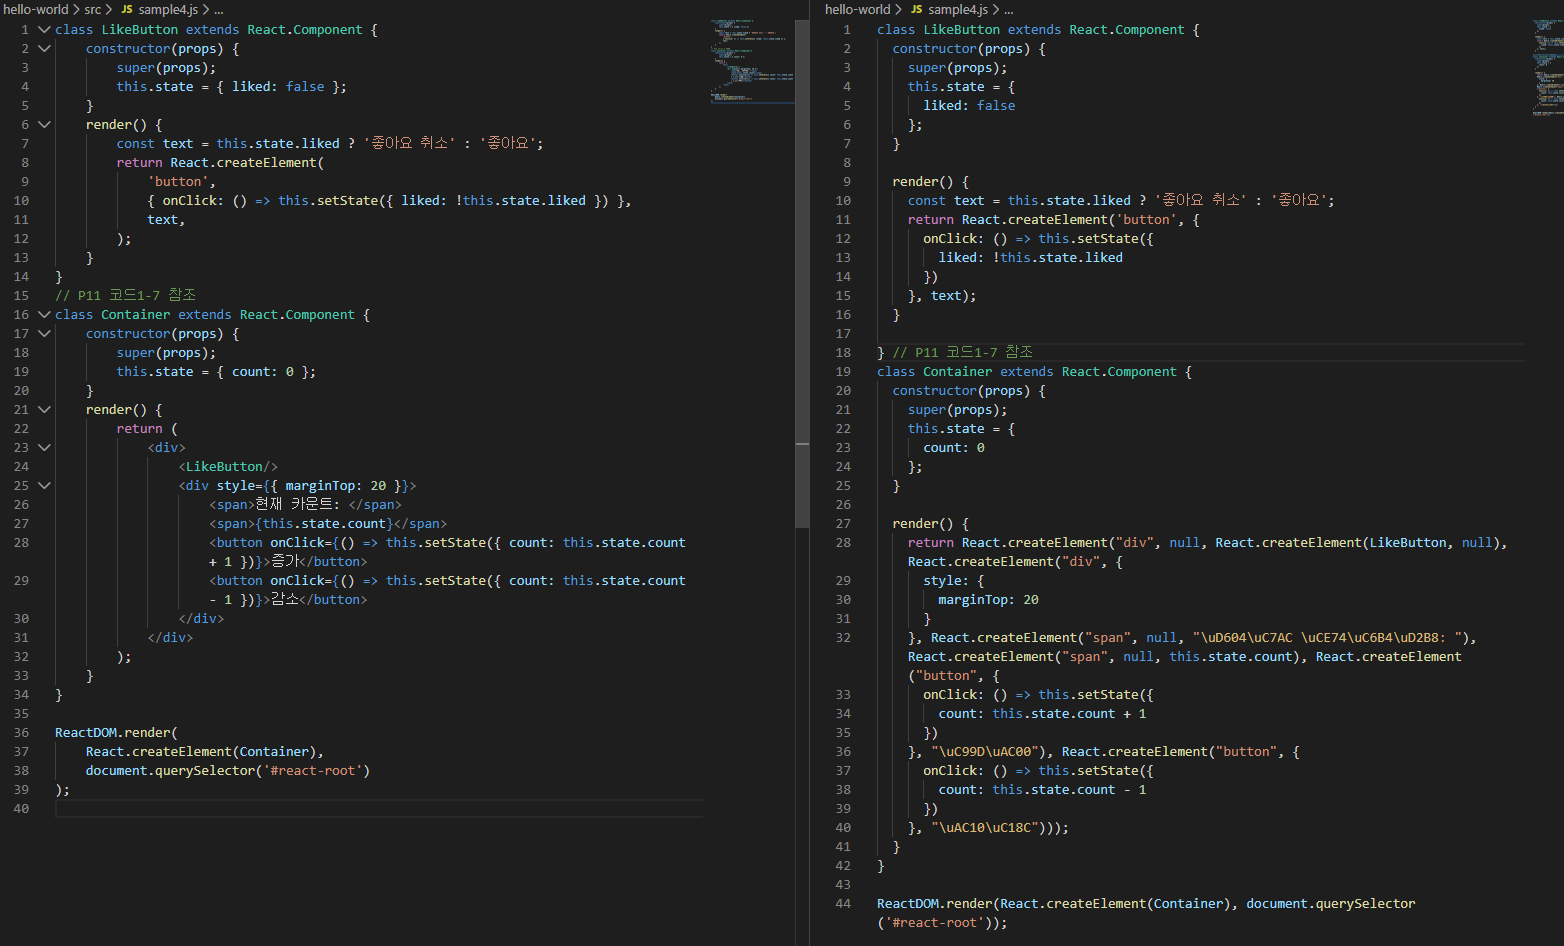 hello-world > src > JS sample4.js > ...
1 class LikeButton extends React.Component {
2 constructor(props) {
3 super(props);
4 this.state = { liked: false };
5 }
6 render() {
7 const text = this.state.liked ? '좋아요 취소' : '좋아요';
8 return React.createElement(
9 'button',
10 { onClick: () => this.setState({ liked: !this.state.liked }) },
11 text,
12 );
13 }
14 }
15 // P11 코드1-7 참조
16 class Container extends React.Component {
17 constructor(props) {
18 super(props);
19 this.state = { count: 0 };
20 }
21 render() {
22 return (
23 <div>
24 <LikeButton/>
25 <div style={{ marginTop: 20 }}>
26 <span>현재 카운트: </span>
27 <span>{this.state.count}</span>
28 <button onClick={() => this.setState({ count: this.state.count
+ 1 })}>증가</button>
29 <button onClick={() => this.setState({ count: this.state.count
- 1 })}>감소</button>
30 </div>
31 </div>
32 );
33 }
34 }
35
36 ReactDOM.render(
37 React.createElement(Container),
38 document.querySelector('#react-root')
39 );
40
hello-world > JS sample4.js > ...
1 class LikeButton extends React.Component {
2 constructor(props) {
3 super(props);
4 this.state = {
5 liked: false
6 };
7 }
8
9 render() {
10 const text = this.state.liked ? '좋아요 취소' : '좋아요';
11 return React.createElement('button', {
12 onClick: () => this.setState({
13 liked: !this.state.liked
14 })
15 }, text);
16 }
17
18 } // P11 코드1-7 참조
19 class Container extends React.Component {
20 constructor(props) {
21 super(props);
22 this.state = {
23 count: 0
24 };
25 }
26
27 render() {
28 return React.createElement("div", null, React.createElement(LikeButton, null),
React.createElement("div", {
29 style: {
30 marginTop: 20
31 }
32 }, React.createElement("span", null, "\uD604\uC7AC \uCE74\uC6B4\uD2B8: "),
React.createElement("span", null, this.state.count), React.createElement
("button", {
33 onClick: () => this.setState({
34 count: this.state.count + 1
35 })
36 }, "\uC99D\uAC00"), React.createElement("button", {
37 onClick: () => this.setState({
38 count: this.state.count - 1
39 })
40 }, "\uAC10\uC18C")));
41 }
42 }
43
44 ReactDOM.render(React.createElement(Container), document.querySelector
('#react-root'));